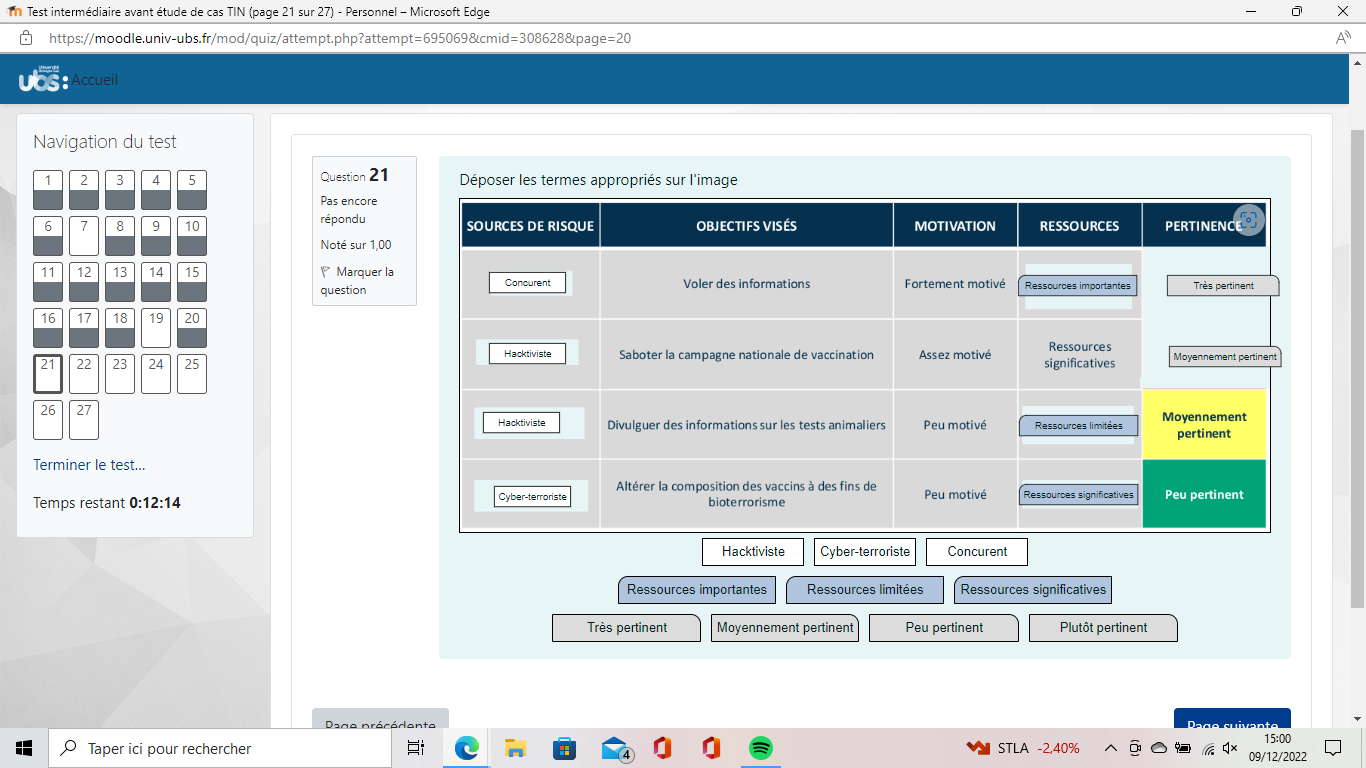 Test intermédiaire avant étude de cas TIN (page 21 sur 27) - Personnel – Microsoft Edge
https://moodle.univ-ubs.fr/mod/quiz/attempt.php?attempt=695069&cmid=308628&page=20
ubs: Accueil
Navigation du test
1 2 3 4 5
6 7 8 9 10
11 12 13 14 15
16 17 18 19 20
21 22 23 24 25
26 27
Terminer le test...
Temps restant 0:12:14
Question 21
Pas encore
répondu
Noté sur 1,00
Marquer la
question
Déposer les termes appropriés sur l'image
SOURCES DE RISQUE OBJECTIFS VISÉS MOTIVATION RESSOURCES PERTINENCE
Concurent Voler des informations Fortement motivé Ressources importantes Très pertinent
Hacktiviste Saboter la campagne nationale de vaccination Assez motivé Ressources
significatives Moyennement pertinent
Hacktiviste Divulguer des informations sur les tests animaliers Peu motivé Ressources limitées Moyennement
pertinent
Cyber-terroriste Altérer la composition des vaccins à des fins de
bioterrorisme Peu motivé Ressources significatives Peu pertinent
Hacktiviste Cyber-terroriste Concurent
Ressources importantes Ressources limitées Ressources significatives
Très pertinent Moyennement pertinent Peu pertinent Plutôt pertinent
Page précédente Page suivante
Taper ici pour rechercher
4
STLA -2,40%
15:00
09/12/2022